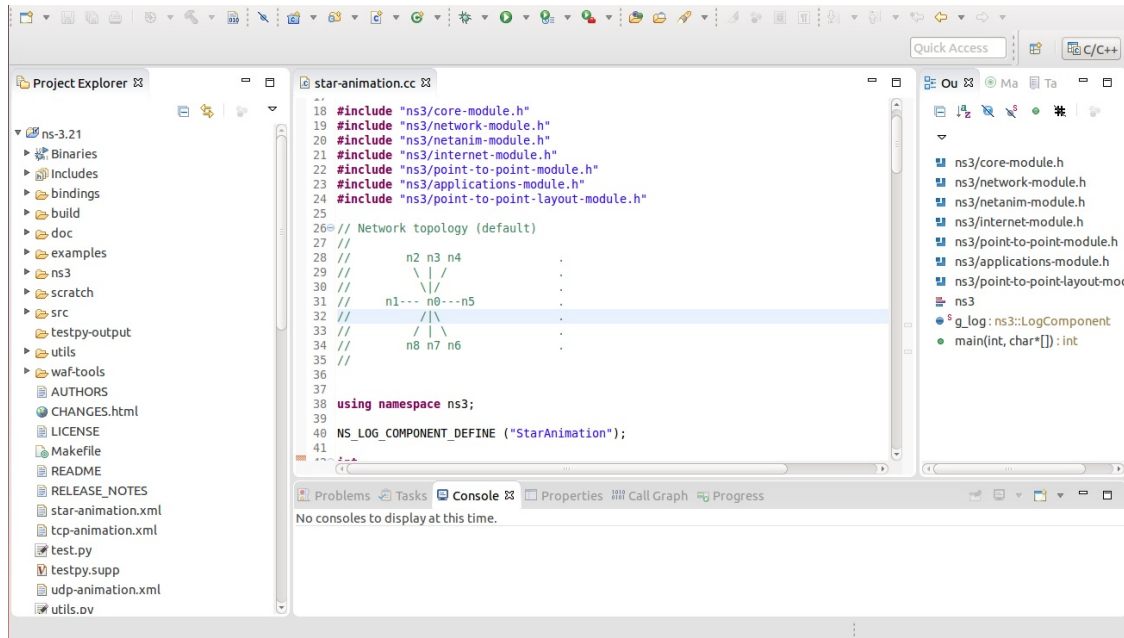 Quick Access
C/C++
Project Explorer
ns-3.21
Binaries
Includes
bindings
build
doc
examples
ns3
scratch
src
testpy-output
utils
waf-tools
AUTHORS
CHANGES.html
LICENSE
Makefile
README
RELEASE_NOTES
star-animation.xml
tcp-animation.xml
test.py
testpy.supp
udp-animation.xml
utils.py
star-animation.cc
18 #include "ns3/core-module.h"
19 #include "ns3/network-module.h"
20 #include "ns3/netanim-module.h"
21 #include "ns3/internet-module.h"
22 #include "ns3/point-to-point-module.h"
23 #include "ns3/applications-module.h"
24 #include "ns3/point-to-point-layout-module.h"
25
26 // Network topology (default)
27 //
28 //        n2 n3 n4              .
29 //         \ | /                .
30 //          \|/                 .
31 //     n1--- n0---n5            .
32 //          /|\                 .
33 //         / | \                .
34 //        n8 n7 n6              .
35 //
36
37
38 using namespace ns3;
39
40 NS_LOG_COMPONENT_DEFINE ("StarAnimation");
41
Ou Ma Ta
ns3/core-module.h
ns3/network-module.h
ns3/netanim-module.h
ns3/internet-module.h
ns3/point-to-point-module.h
ns3/applications-module.h
ns3/point-to-point-layout-mod
ns3
g_log : ns3::LogComponent
main(int, char*[]) : int
Problems Tasks Console Properties Call Graph Progress
No consoles to display at this time.